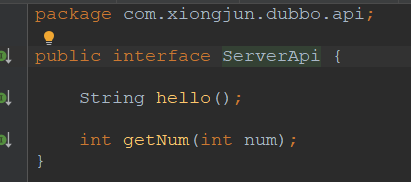 package com.xiongjun.dubbo.api;
public interface ServerApi {
String hello();
int getNum(int num);
}